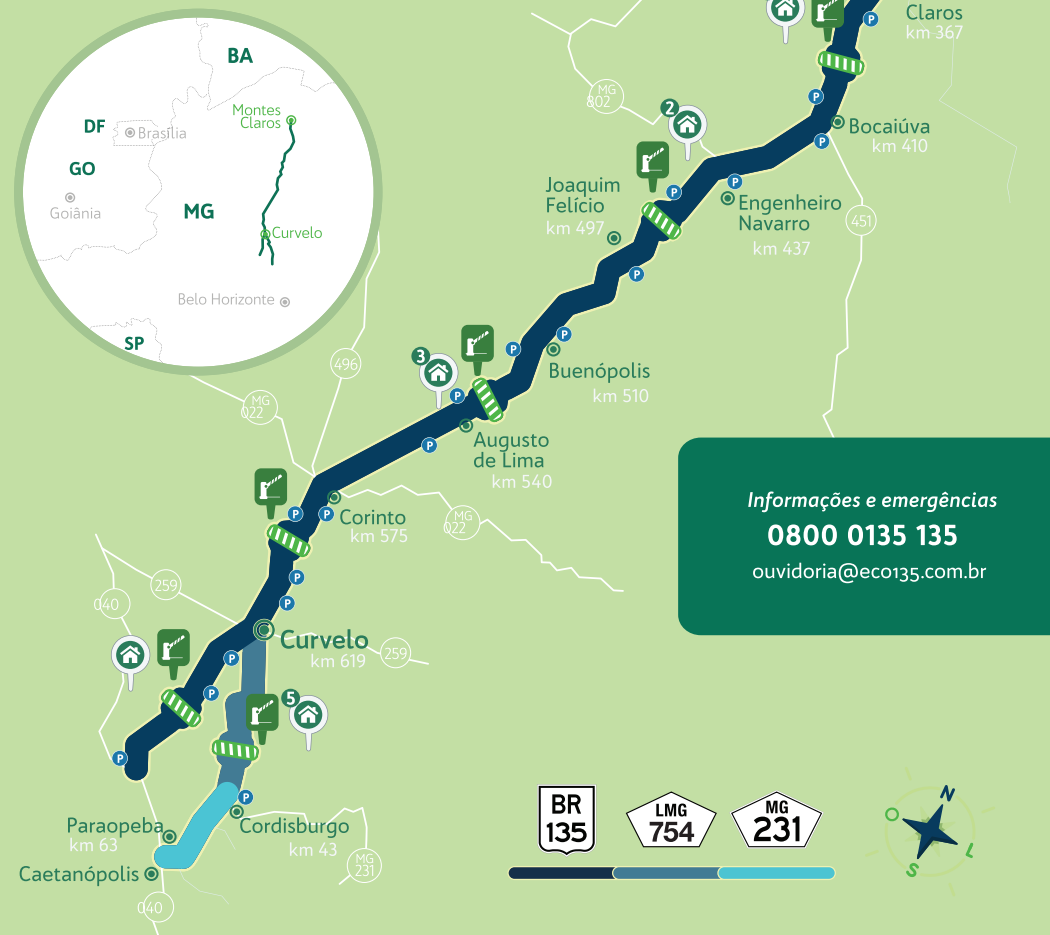 Claros
km 367
P
BA
Montes
Claros
DF
Brasília
GO
Goiânia
MG
Curvelo
Belo Horizonte
SP
MG
802
P
2
P
Bocaiúva
km 410
P
P
Engenheiro
Navarro
km 437
451
Joaquim
Felício
km 497
P
P
496
MG
022
3
P
P
Buenópolis
km 510
P
Augusto
de Lima
km 540
P
Corinto
km 575
P
P
MG
022
P
P
259
040
Curvelo
km 619
259
P
P
5
P
P
Cordisburgo
km 43
Paraopeba
km 63
Caetanópolis
MG
231
040
Informações e emergências
0800 0135 135
ouvidoria@eco135.com.br
BR
135
LMG
754
MG
231
N
O
L
S